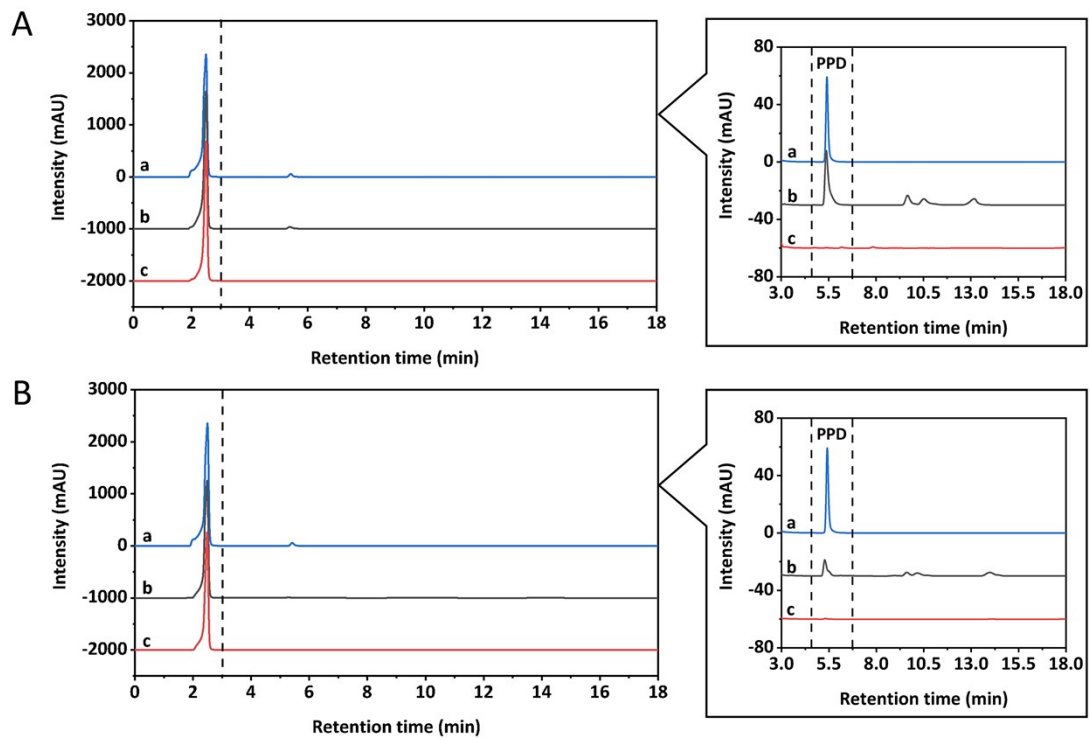 A
Intensity (mAU)
3000
2000
1000
0
-1000
-2000
a
b
c
0 2 4 6 8 10 12 14 16 18
Retention time (min)
Intensity (mAU)
80
40
0
-40
-80
PPD
a
b
c
3.0 5.5 8.0 10.5 13.0 15.5 18.0
Retention time (min)
B
Intensity (mAU)
3000
2000
1000
0
-1000
-2000
a
b
c
0 2 4 6 8 10 12 14 16 18
Retention time (min)
Intensity (mAU)
80
40
0
-40
-80
PPD
a
b
c
3.0 5.5 8.0 10.5 13.0 15.5 18.0
Retention time (min)